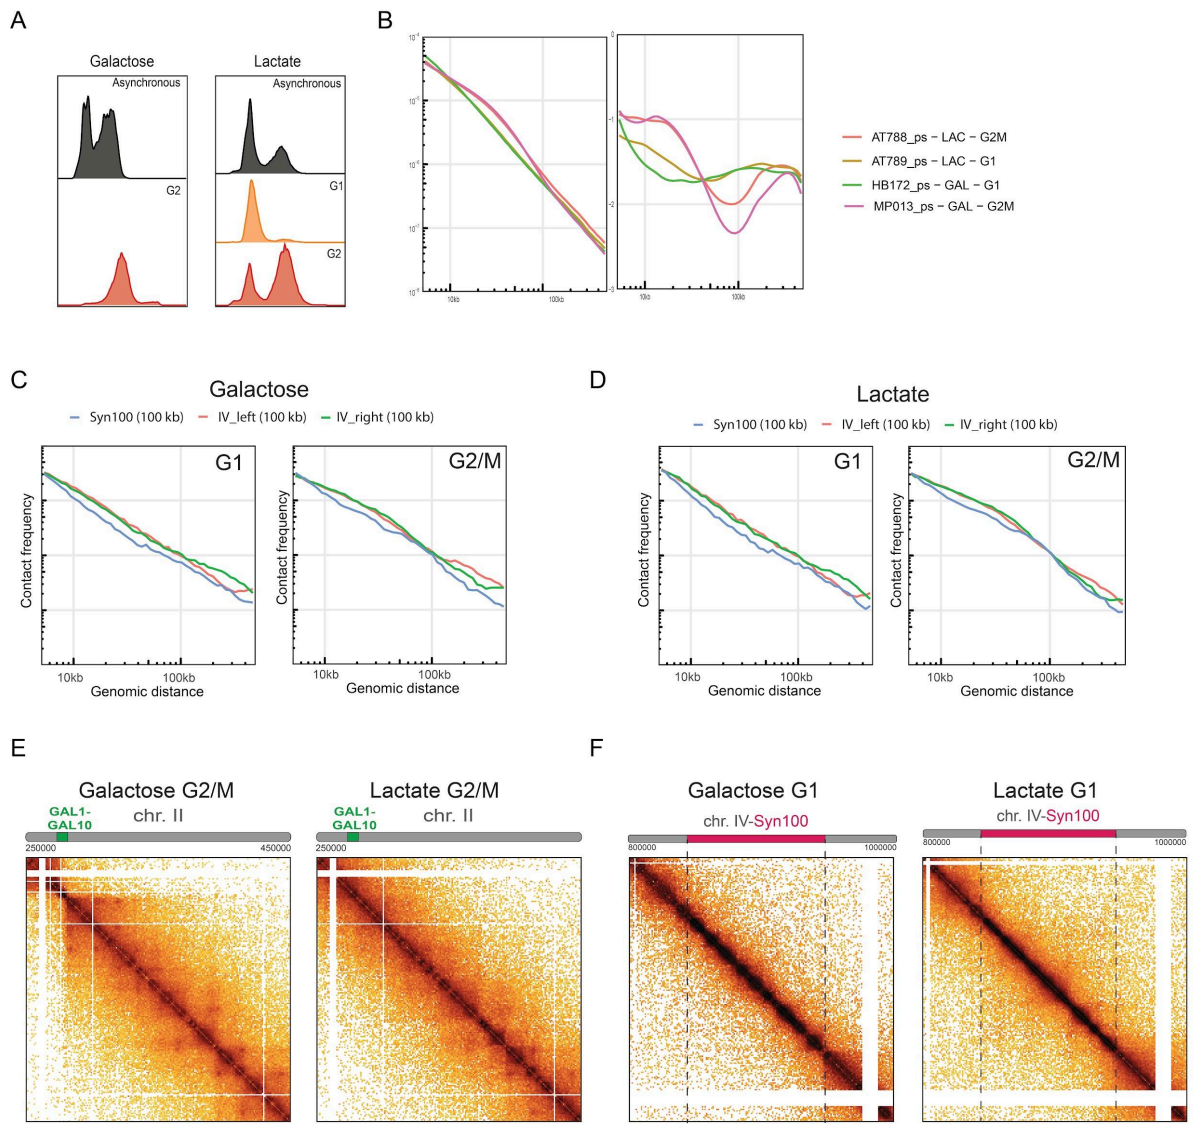 A
Galactose
Lactate
Asynchronous
G2
Asynchronous
G1
G2
B
10kb
100kb
0
-1
-2
10kb
100kb
AT788_ps – LAC – G2M
AT789_ps – LAC – G1
HB172_ps – GAL – G1
MP013_ps – GAL – G2M
C
Galactose
Syn100 (100 kb)
IV_left (100 kb)
IV_right (100 kb)
G1
Contact frequency
10kb
100kb
Genomic distance
G2/M
Contact frequency
10kb
100kb
Genomic distance
D
Lactate
Syn100 (100 kb)
IV_left (100 kb)
IV_right (100 kb)
G1
Contact frequency
10kb
100kb
Genomic distance
G2/M
Contact frequency
10kb
100kb
Genomic distance
E
Galactose G2/M
GAL1-
GAL10
chr. II
250000
450000
Lactate G2/M
GAL1-
GAL10
chr. II
250000
F
Galactose G1
chr. IV-Syn100
800000
1000000
Lactate G1
chr. IV-Syn100
800000
1000000